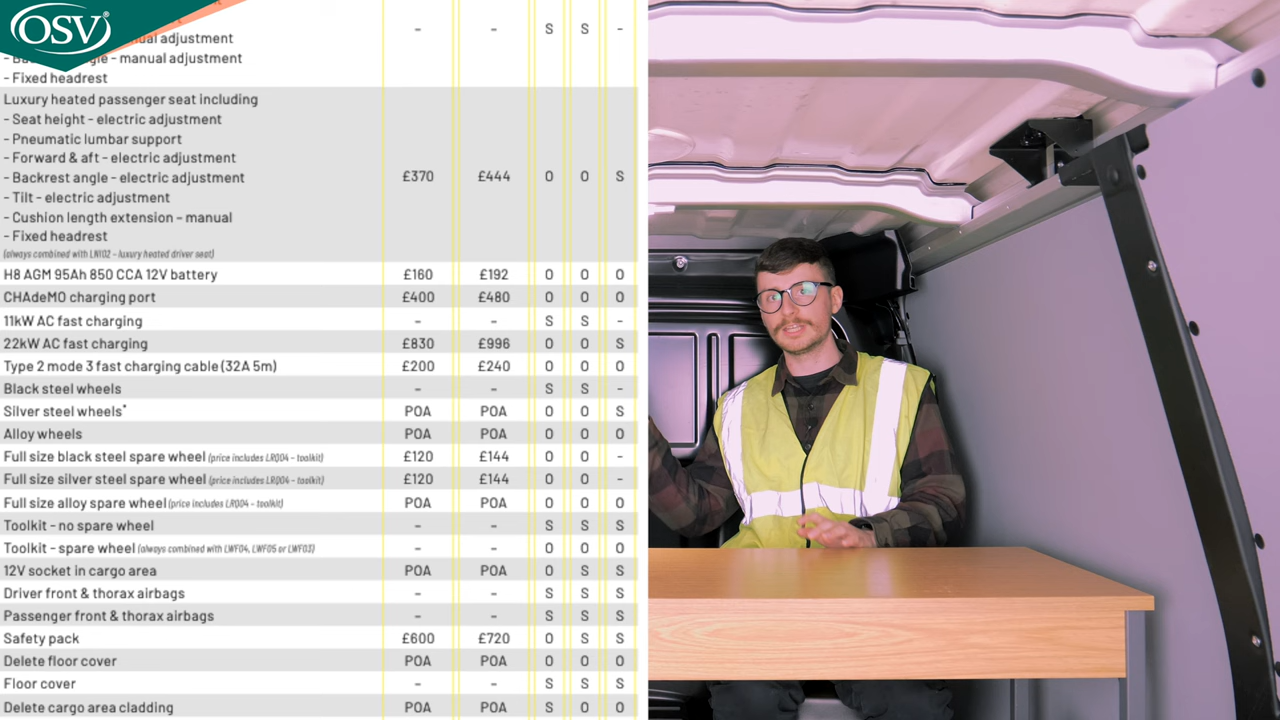 OSV
ual adjustment
- manual adjustment
- Fixed headrest
- - S S -
Luxury heated passenger seat including
- Seat height - electric adjustment
- Pneumatic lumbar support
- Forward & aft - electric adjustment
- Backrest angle - electric adjustment
- Tilt - electric adjustment
- Cushion length extension - manual
- Fixed headrest
(always combined with LNY02 - luxury heated driver seat)
£370 £444 O O S
H8 AGM 95Ah 850 CCA 12V battery £160 £192 O O O
CHAdeMO charging port £400 £480 O O O
11kW AC fast charging - - S S -
22kW AC fast charging £830 £996 O O S
Type 2 mode 3 fast charging cable (32A 5m) £200 £240 O O O
Black steel wheels - - S S -
Silver steel wheels* POA POA O O S
Alloy wheels POA POA O O O
Full size black steel spare wheel (price includes LRQ04 - toolkit) £120 £144 O O -
Full size silver steel spare wheel (price includes LRQ04 - toolkit) £120 £144 O O -
Full size alloy spare wheel (price includes LRQ04 - toolkit) POA POA O O O
Toolkit - no spare wheel - - S S S
Toolkit - spare wheel (always combined with LWF04, LWF05 or LWF03) - - O O O
12V socket in cargo area POA POA O S S
Driver front & thorax airbags - - S S S
Passenger front & thorax airbags - - S S S
Safety pack £600 £720 O S S
Delete floor cover POA POA O O O
Floor cover - - S S S
Delete cargo area cladding POA POA S O O